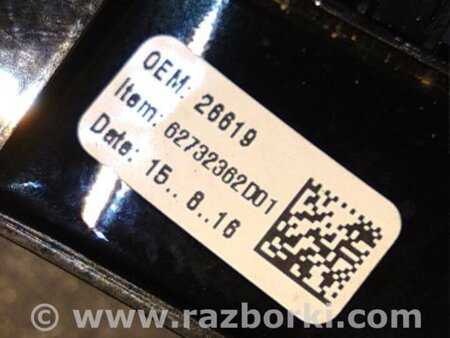 OEM: 26619
Item: 62732362D01
Date: 15.. 8..16
© www.razborki.com